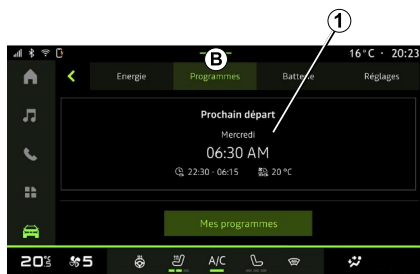 1
B
16°C · 20:23
Energie Programmes Batterie Réglages
Prochain départ
Mercredi
06:30 AM
22:30 - 06:15 20 °C
Mes programmes
20°5 5 A/C